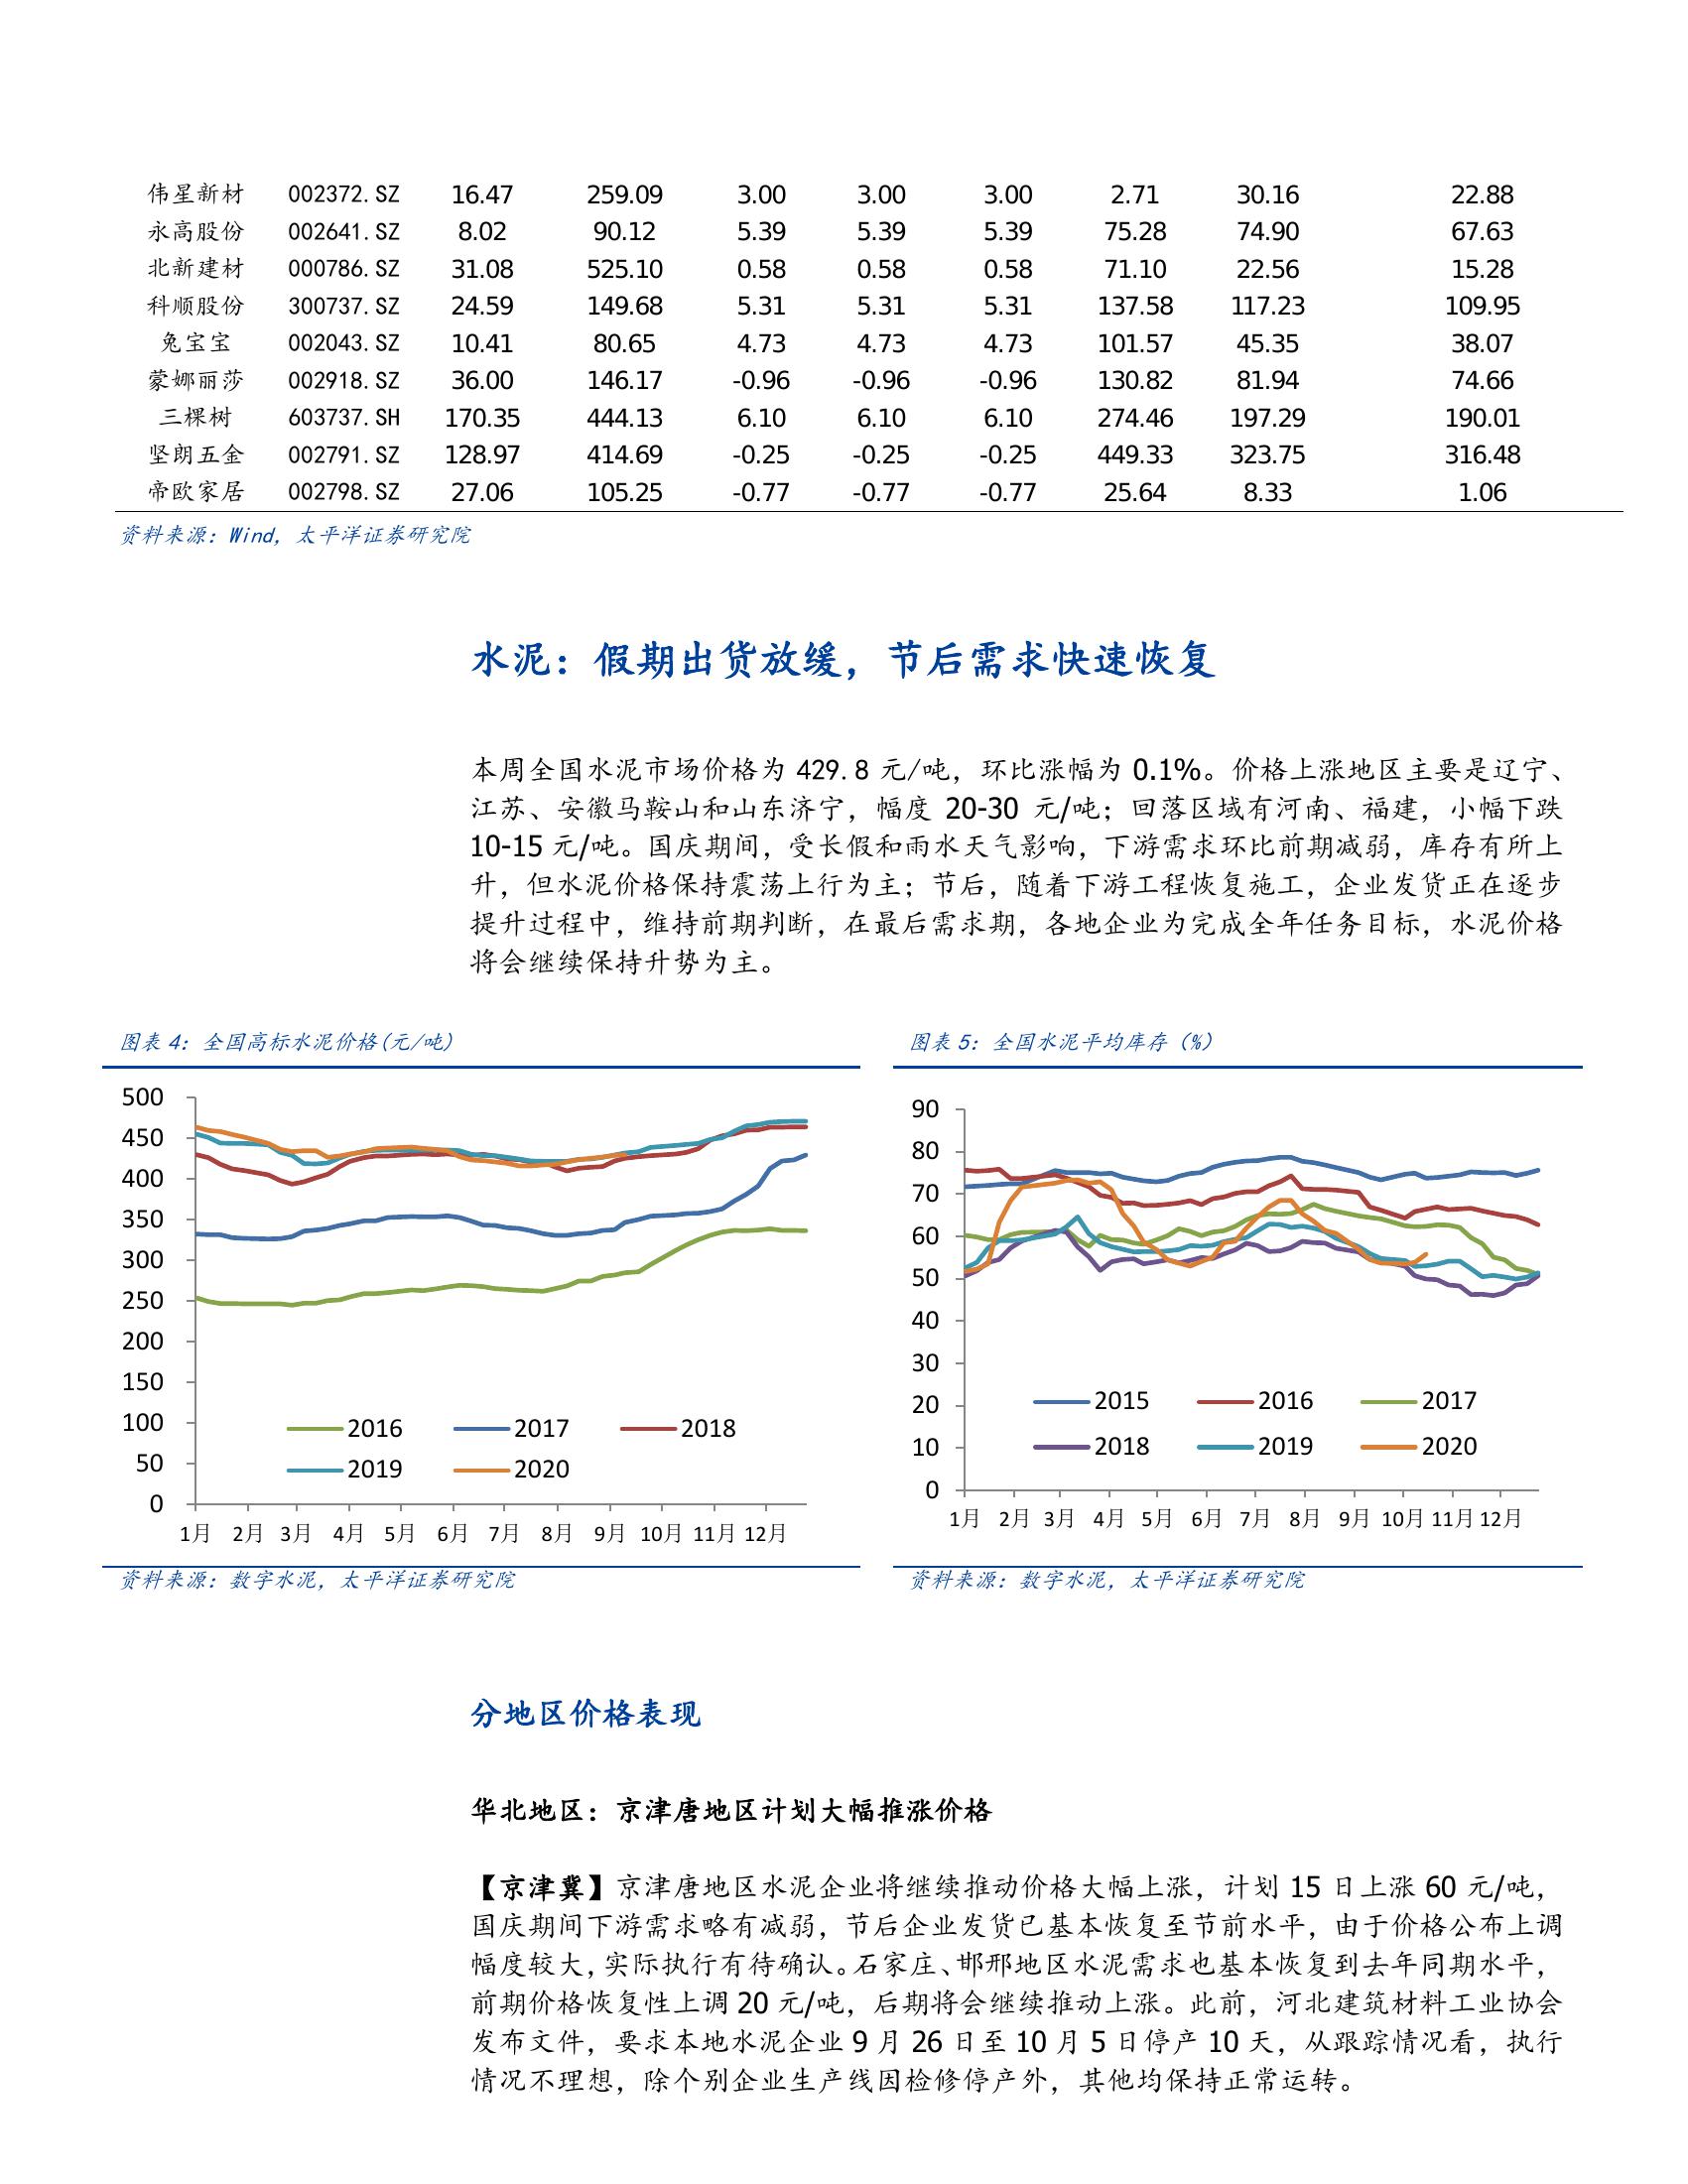 伟星新材 002372.SZ 16.47 259.09 3.00 3.00 3.00 2.71 30.16 22.88
永高股份 002641.SZ 8.02 90.12 5.39 5.39 5.39 75.28 74.90 67.63
北新建材 000786.SZ 31.08 525.10 0.58 0.58 0.58 71.10 22.56 15.28
科顺股份 300737.SZ 24.59 149.68 5.31 5.31 5.31 137.58 117.23 109.95
兔宝宝 002043.SZ 10.41 80.65 4.73 4.73 4.73 101.57 45.35 38.07
蒙娜丽莎 002918.SZ 36.00 146.17 -0.96 -0.96 -0.96 130.82 81.94 74.66
三棵树 603737.SH 170.35 444.13 6.10 6.10 6.10 274.46 197.29 190.01
坚朗五金 002791.SZ 128.97 414.69 -0.25 -0.25 -0.25 449.33 323.75 316.48
帝欧家居 002798.SZ 27.06 105.25 -0.77 -0.77 -0.77 25.64 8.33 1.06
资料来源：Wind，太平洋证券研究院
水泥：假期出货放缓，节后需求快速恢复
本周全国水泥市场价格为 429.8 元/吨，环比涨幅为 0.1%。价格上涨地区主要是辽宁、
江苏、安徽马鞍山和山东济宁，幅度 20-30 元/吨；回落区域有河南、福建，小幅下跌
10-15 元/吨。国庆期间，受长假和雨水天气影响，下游需求环比前期减弱，库存有所上
升，但水泥价格保持震荡上行为主；节后，随着下游工程恢复施工，企业发货正在逐步
提升过程中，维持前期判断，在最后需求期，各地企业为完成全年任务目标，水泥价格
将会继续保持升势为主。
图表 4：全国高标水泥价格(元/吨)
500
450
400
350
300
250
200
150
100
50
0
2016 2017 2018
2019 2020
1月 2月 3月 4月 5月 6月 7月 8月 9月 10月 11月 12月
资料来源：数字水泥，太平洋证券研究院
图表 5：全国水泥平均库存（%）
90
80
70
60
50
40
30
20
10
0
2015 2016 2017
2018 2019 2020
1月 2月 3月 4月 5月 6月 7月 8月 9月 10月 11月 12月
资料来源：数字水泥，太平洋证券研究院
分地区价格表现
华北地区：京津唐地区计划大幅推涨价格
【京津冀】京津唐地区水泥企业将继续推动价格大幅上涨，计划 15 日上涨 60 元/吨，
国庆期间下游需求略有减弱，节后企业发货已基本恢复至节前水平，由于价格公布上调
幅度较大，实际执行有待确认。石家庄、邯邢地区水泥需求也基本恢复到去年同期水平，
前期价格恢复性上调 20 元/吨，后期将会继续推动上涨。此前，河北建筑材料工业协会
发布文件，要求本地水泥企业 9 月 26 日至 10 月 5 日停产 10 天，从跟踪情况看，执行
情况不理想，除个别企业生产线因检修停产外，其他均保持正常运转。